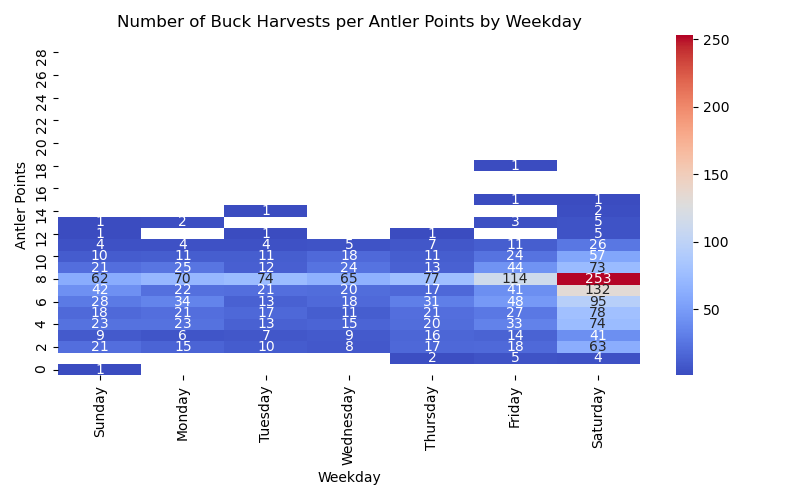 Number of Buck Harvests per Antler Points by Weekday
28
26
24
22
20
18
16
14
12
10
8
6
4
2
0
Antler Points
1
1 1
1 2
1 2 3 5
1 1 1 5
4 4 4 5 7 11 26
10 11 11 18 11 24 57
21 25 12 24 13 44 73
62 70 74 65 77 114 253
42 22 21 20 17 41 132
28 34 13 18 31 48 95
18 21 17 11 21 27 78
23 23 13 15 20 33 74
9 6 7 9 16 14 41
21 15 10 8 17 18 63
2 5 4
1
Sunday
Monday
Tuesday
Wednesday
Thursday
Friday
Saturday
Weekday
250
200
150
100
50